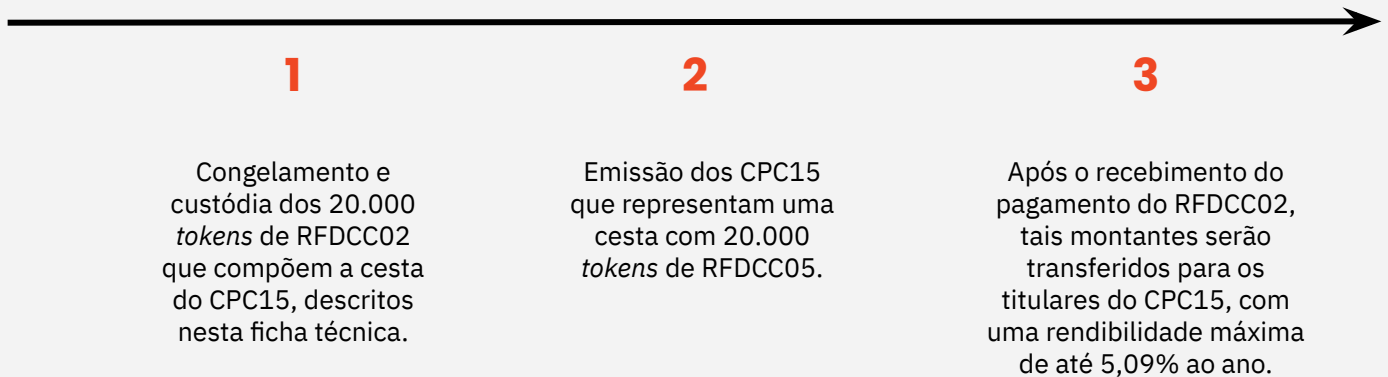 1
Congelamento e
custódia dos 20.000
tokens de RFDCC02
que compõem a cesta
do CPC15, descritos
nesta ficha técnica.
2
Emissão dos CPC15
que representam uma
cesta com 20.000
tokens de RFDCC05.
3
Após o recebimento do
pagamento do RFDCC02,
tais montantes serão
transferidos para os
titulares do CPC15, com
uma rendibilidade máxima
de até 5,09% ao ano.